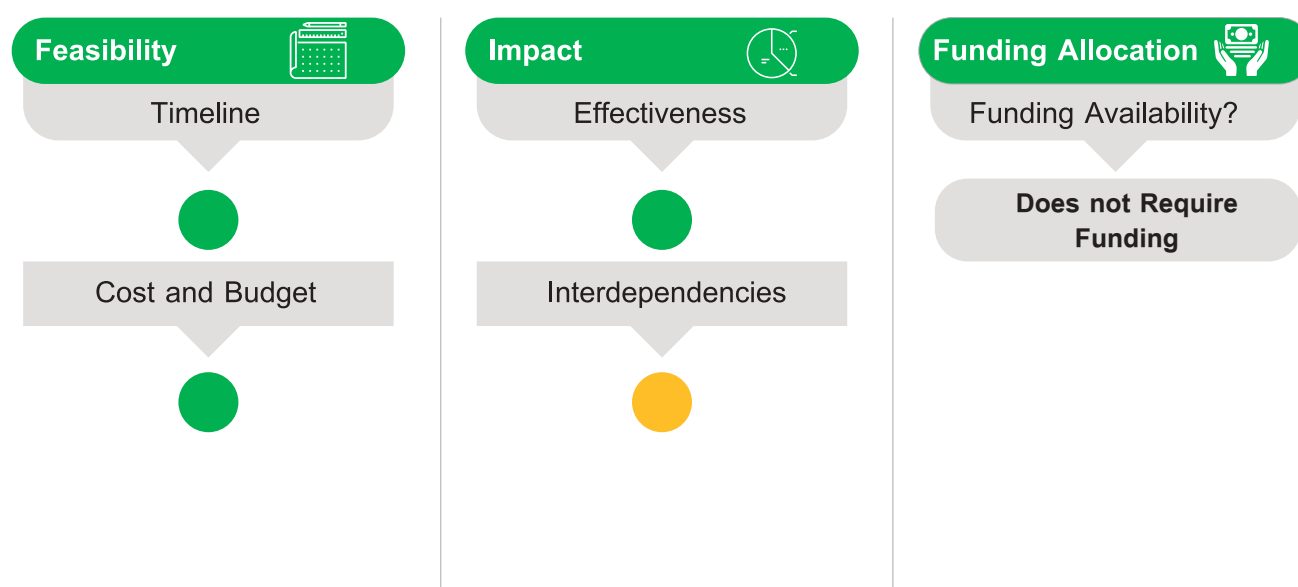 Feasibility
Timeline
Cost and Budget
Impact
Effectiveness
Interdependencies
Funding Allocation
Funding Availability?
Does not Require
Funding